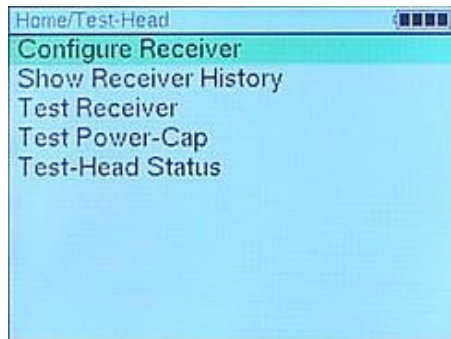 Home/Test-Head
Configure Receiver
Show Receiver History
Test Receiver
Test Power-Cap
Test-Head Status